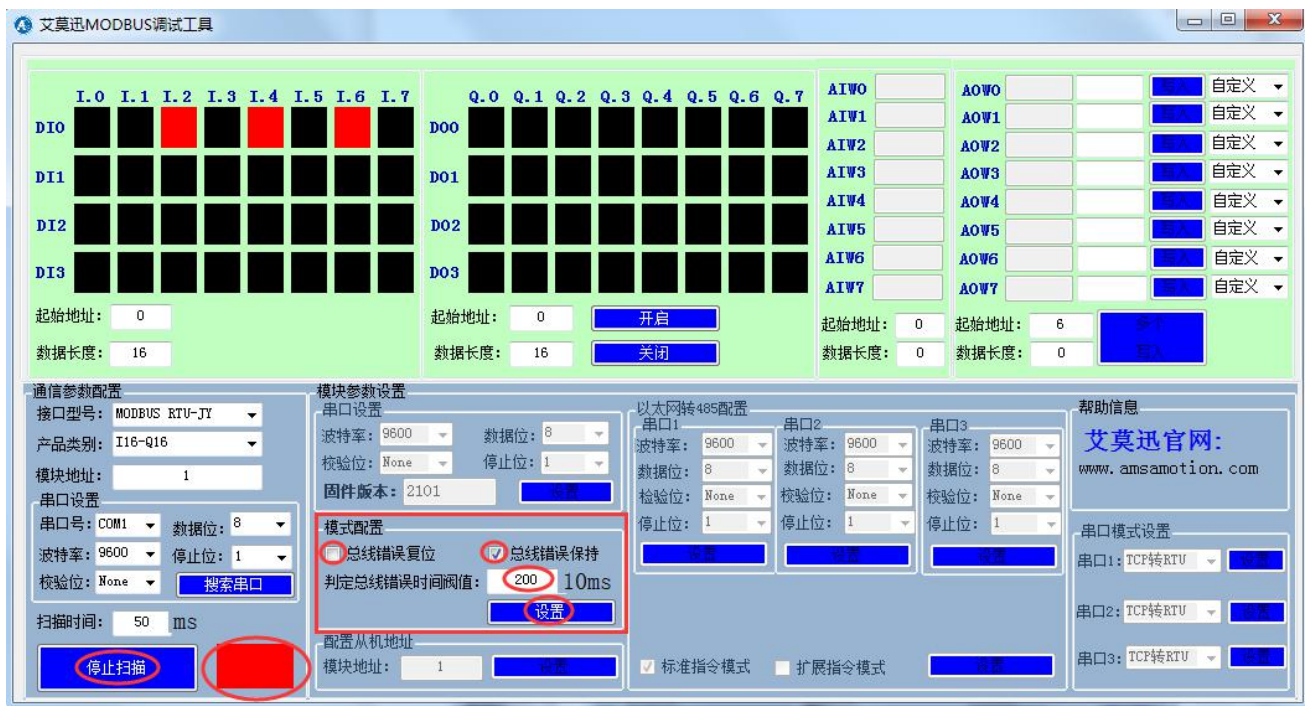 艾莫迅MODBUS调试工具
I.0 I.1 I.2 I.3 I.4 I.5 I.6 I.7
DI0
DI1
DI2
DI3
起始地址: 0
数据长度: 16
Q.0 Q.1 Q.2 Q.3 Q.4 Q.5 Q.6 Q.7
DO0
DO1
DO2
DO3
起始地址: 0 开启
数据长度: 16 关闭
AIW0
AIW1
AIW2
AIW3
AIW4
AIW5
AIW6
AIW7
起始地址: 0
数据长度: 0
AOW0 写入 自定义
AOW1 写入 自定义
AOW2 写入 自定义
AOW3 写入 自定义
AOW4 写入 自定义
AOW5 写入 自定义
AOW6 写入 自定义
AOW7 写入 自定义
起始地址: 6 多个
数据长度: 0 写入
通信参数配置
接口型号: MODBUS RTU-JY
产品类别: I16-Q16
模块地址: 1
串口设置
串口号: COM1 数据位: 8
波特率: 9600 停止位: 1
校验位: None 搜索串口
扫描时间: 50 ms
停止扫描
模块参数设置
串口设置
波特率: 9600 数据位: 8
校验位: None 停止位: 1
固件版本: 2101 设置
模式配置
总线错误复位 总线错误保持
判定总线错误时间阀值: 200 10ms
设置
配置从机地址
模块地址: 1 设置
以太网转485配置
串口1
波特率: 9600
数据位: 8
检验位: None
停止位: 1
设置
串口2
波特率: 9600
数据位: 8
校验位: None
停止位: 1
设置
串口3
波特率: 9600
数据位: 8
校验位: None
停止位: 1
设置
标准指令模式 扩展指令模式 设置
帮助信息
艾莫迅官网:
www.amsamotion.com
串口模式设置
串口1: TCP转RTU 设置
串口2: TCP转RTU 设置
串口3: TCP转RTU 设置